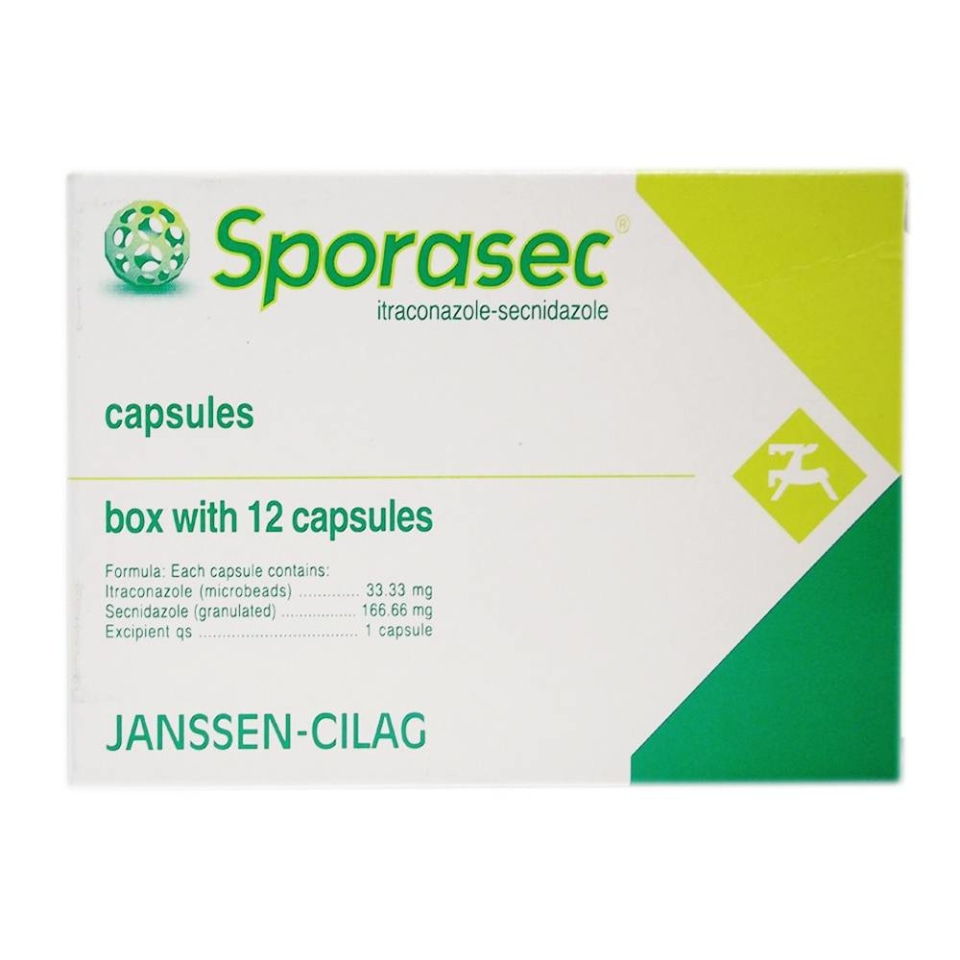 Sporasec®
itraconazole-secnidazole
capsules
box with 12 capsules
Formula: Each capsule contains:
Itraconazole (microbeads) ............. 33.33 mg
Secnidazole (granulated) ................ 166.66 mg
Excipient qs .................................. 1 capsule
JANSSEN-CILAG